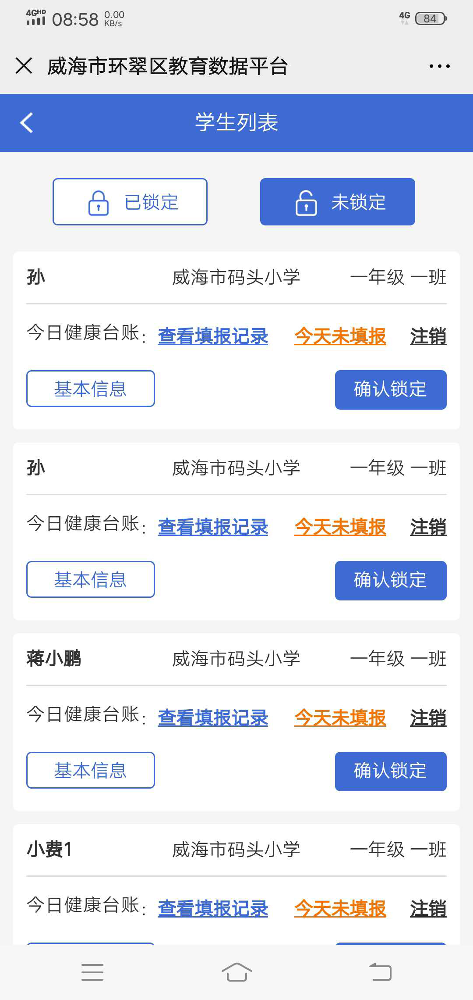 4GHD 08:58 0.00 KB/s 4G 84
威海市环翠区教育数据平台
学生列表
已锁定 未锁定
孙 威海市码头小学 一年级 一班
今日健康台账: 查看填报记录 今天未填报 注销
基本信息 确认锁定
孙 威海市码头小学 一年级 一班
今日健康台账: 查看填报记录 今天未填报 注销
基本信息 确认锁定
蒋小鹏 威海市码头小学 一年级 一班
今日健康台账: 查看填报记录 今天未填报 注销
基本信息 确认锁定
小费1 威海市码头小学 一年级 一班
今日健康台账: 查看填报记录 今天未填报 注销